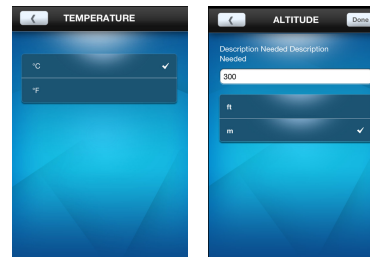 TEMPERATURE
°C
°F
ALTITUDE
Done
Description Needed Description
Needed
300
ft
m